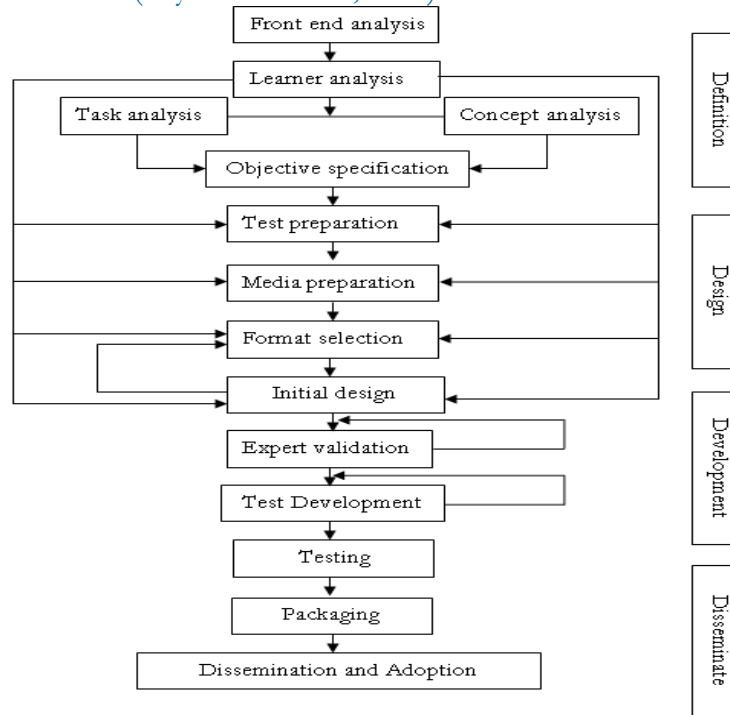 Front end analysis
Learner analysis
Task analysis
Concept analysis
Objective specification
Test preparation
Media preparation
Format selection
Initial design
Expert validation
Test Development
Testing
Packaging
Dissemination and Adoption
Definition
Design
Development
Disseminate